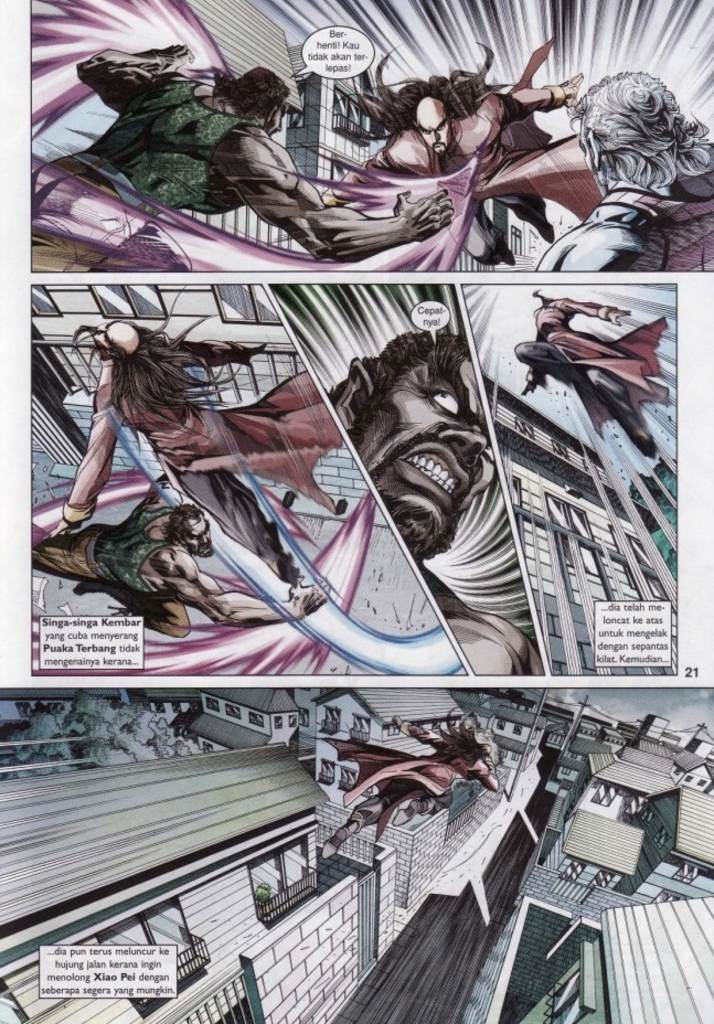 Ber-
henti! Kau
tidak akan ter-
lepas!
Cepat-
nya!
Singa-singa Kembar
yang cuba menyerang
Puaka Terbang tidak
mengenainya kerana...
...dia telah me-
loncat ke atas
untuk mengelak
dengan sepantas
kilat. Kemudian...
21
...dia pun terus meluncur ke
hujung jalan kerana ingin
menolong Xiao Pei dengan
seberapa segera yang mungkin.